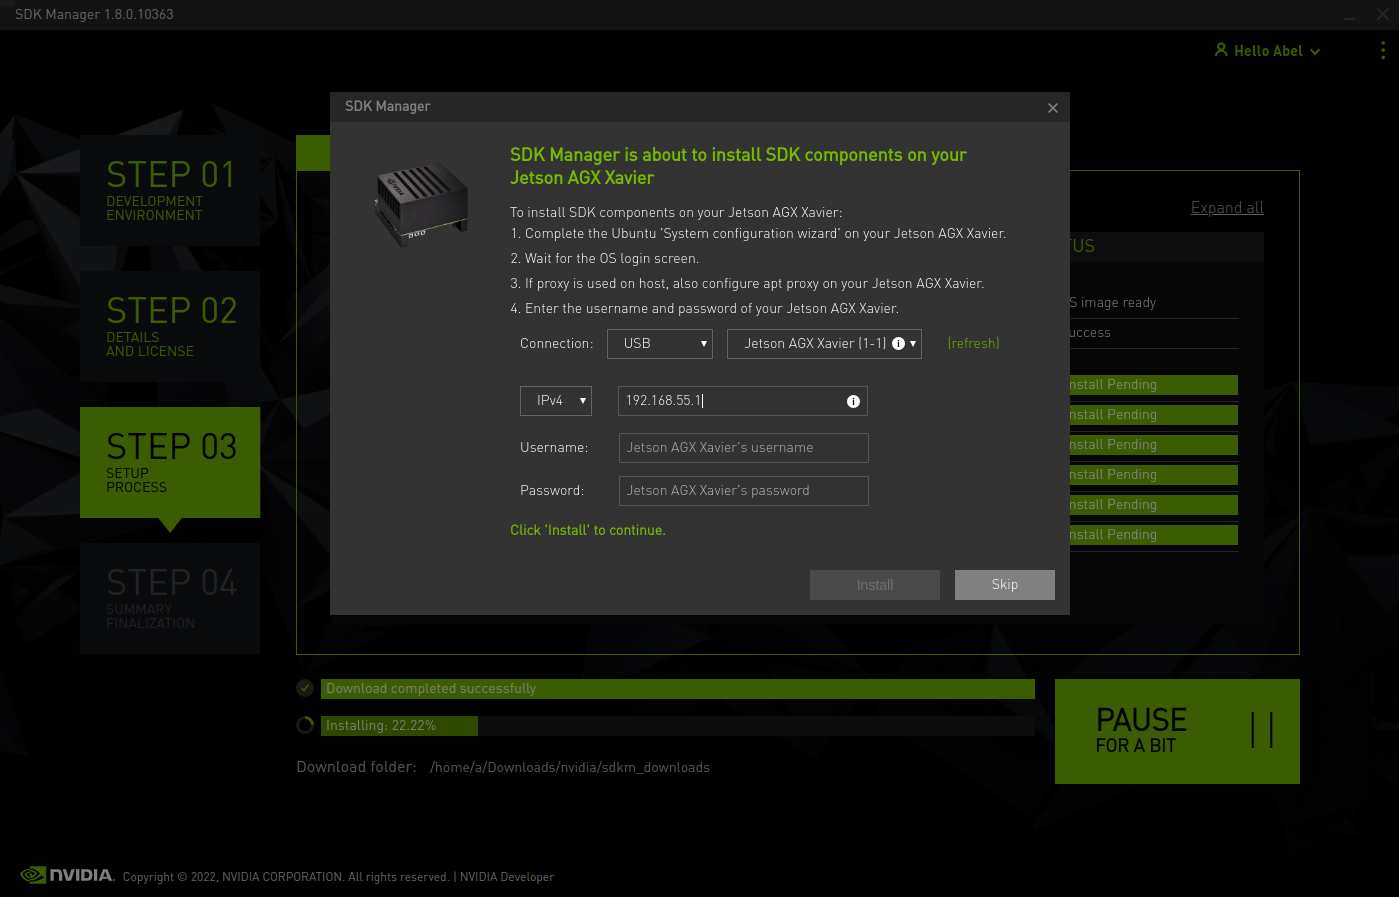 SDK Manager 1.8.0.10363
Hello Abel
SDK Manager
STEP 01
DEVELOPMENT
ENVIRONMENT
STEP 02
DETAILS
AND LICENSE
STEP 03
SETUP
PROCESS
STEP 04
SUMMARY
FINALIZATION
SDK Manager is about to install SDK components on your
Jetson AGX Xavier
To install SDK components on your Jetson AGX Xavier:
1. Complete the Ubuntu 'System configuration wizard' on your Jetson AGX Xavier.
2. Wait for the OS login screen.
3. If proxy is used on host, also configure apt proxy on your Jetson AGX Xavier.
4. Enter the username and password of your Jetson AGX Xavier.
Connection: USB Jetson AGX Xavier (1-1) (refresh)
IPv4 192.168.55.1
Username: Jetson AGX Xavier's username
Password: Jetson AGX Xavier's password
Click 'Install' to continue.
Install Skip
Expand all
TUS
S image ready
uccess
nstall Pending
nstall Pending
nstall Pending
nstall Pending
nstall Pending
nstall Pending
Download completed successfully
Installing: 22.22%
Download folder: /home/a/Downloads/nvidia/sdkm_downloads
PAUSE
FOR A BIT
NVIDIA. Copyright © 2022, NVIDIA CORPORATION. All rights reserved. | NVIDIA Developer